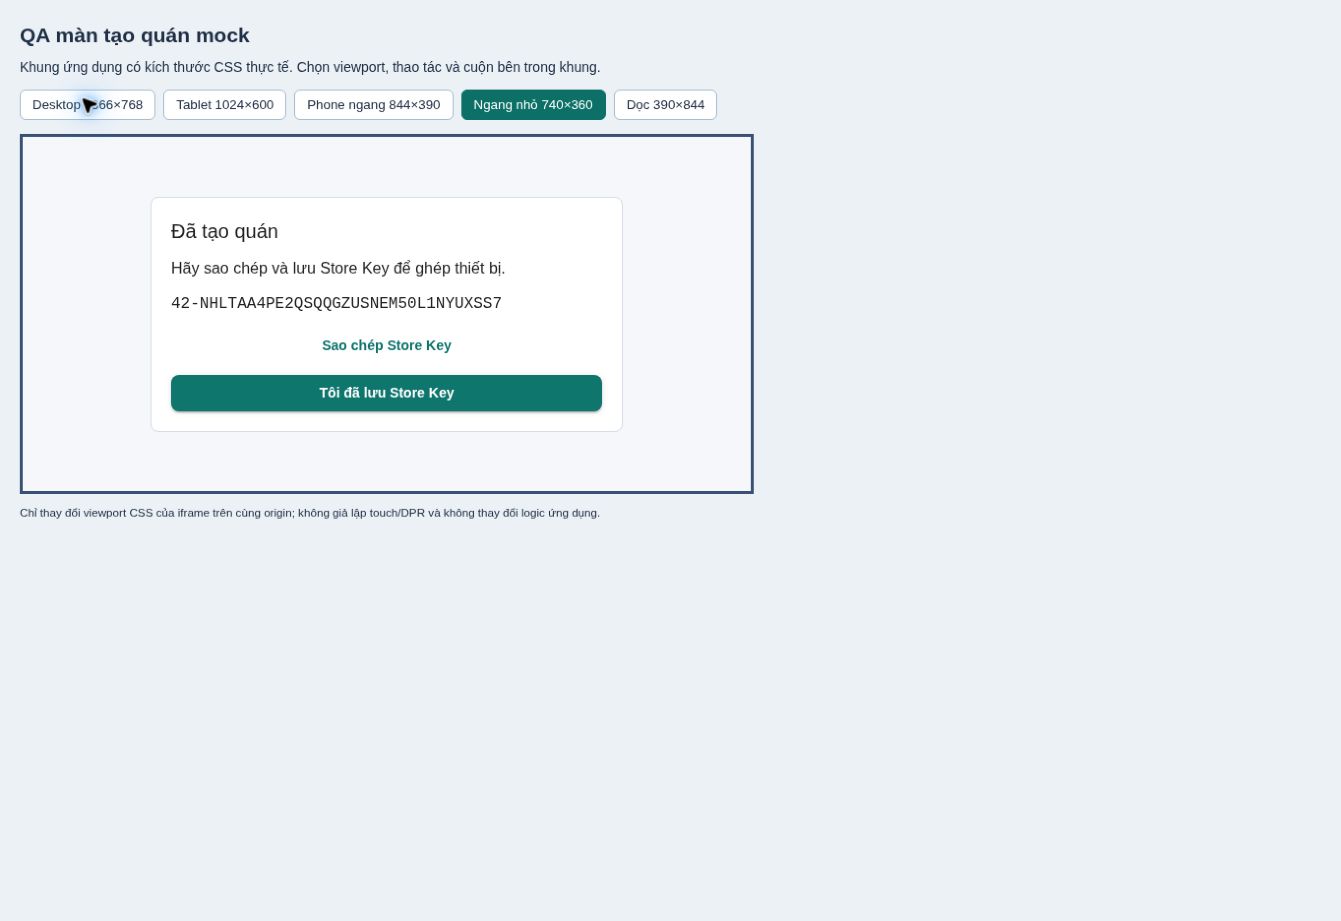 QA màn tạo quán mock
Khung ứng dụng có kích thước CSS thực tế. Chọn viewport, thao tác và cuộn bên trong khung.
Desktop 66×768
Tablet 1024×600
Phone ngang 844×390
Ngang nhỏ 740×360
Dọc 390×844
Đã tạo quán
Hãy sao chép và lưu Store Key để ghép thiết bị.
42-NHLTAA4PE2QSQQGZUSNEM50L1NYUXSS7
Sao chép Store Key
Tôi đã lưu Store Key
Chỉ thay đổi viewport CSS của iframe trên cùng origin; không giả lập touch/DPR và không thay đổi logic ứng dụng.